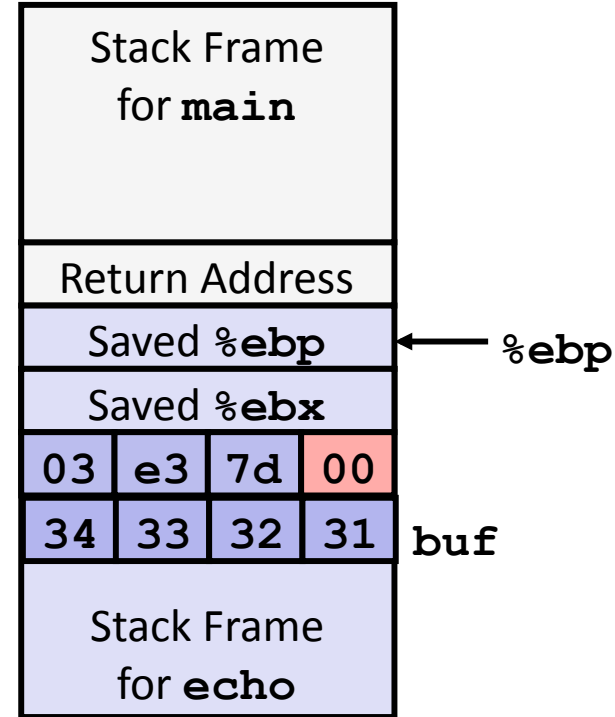 Stack Frame
for main
Return Address
Saved %ebp
%ebp
Saved %ebx
03 e3 7d 00
34 33 32 31
buf
Stack Frame
for echo